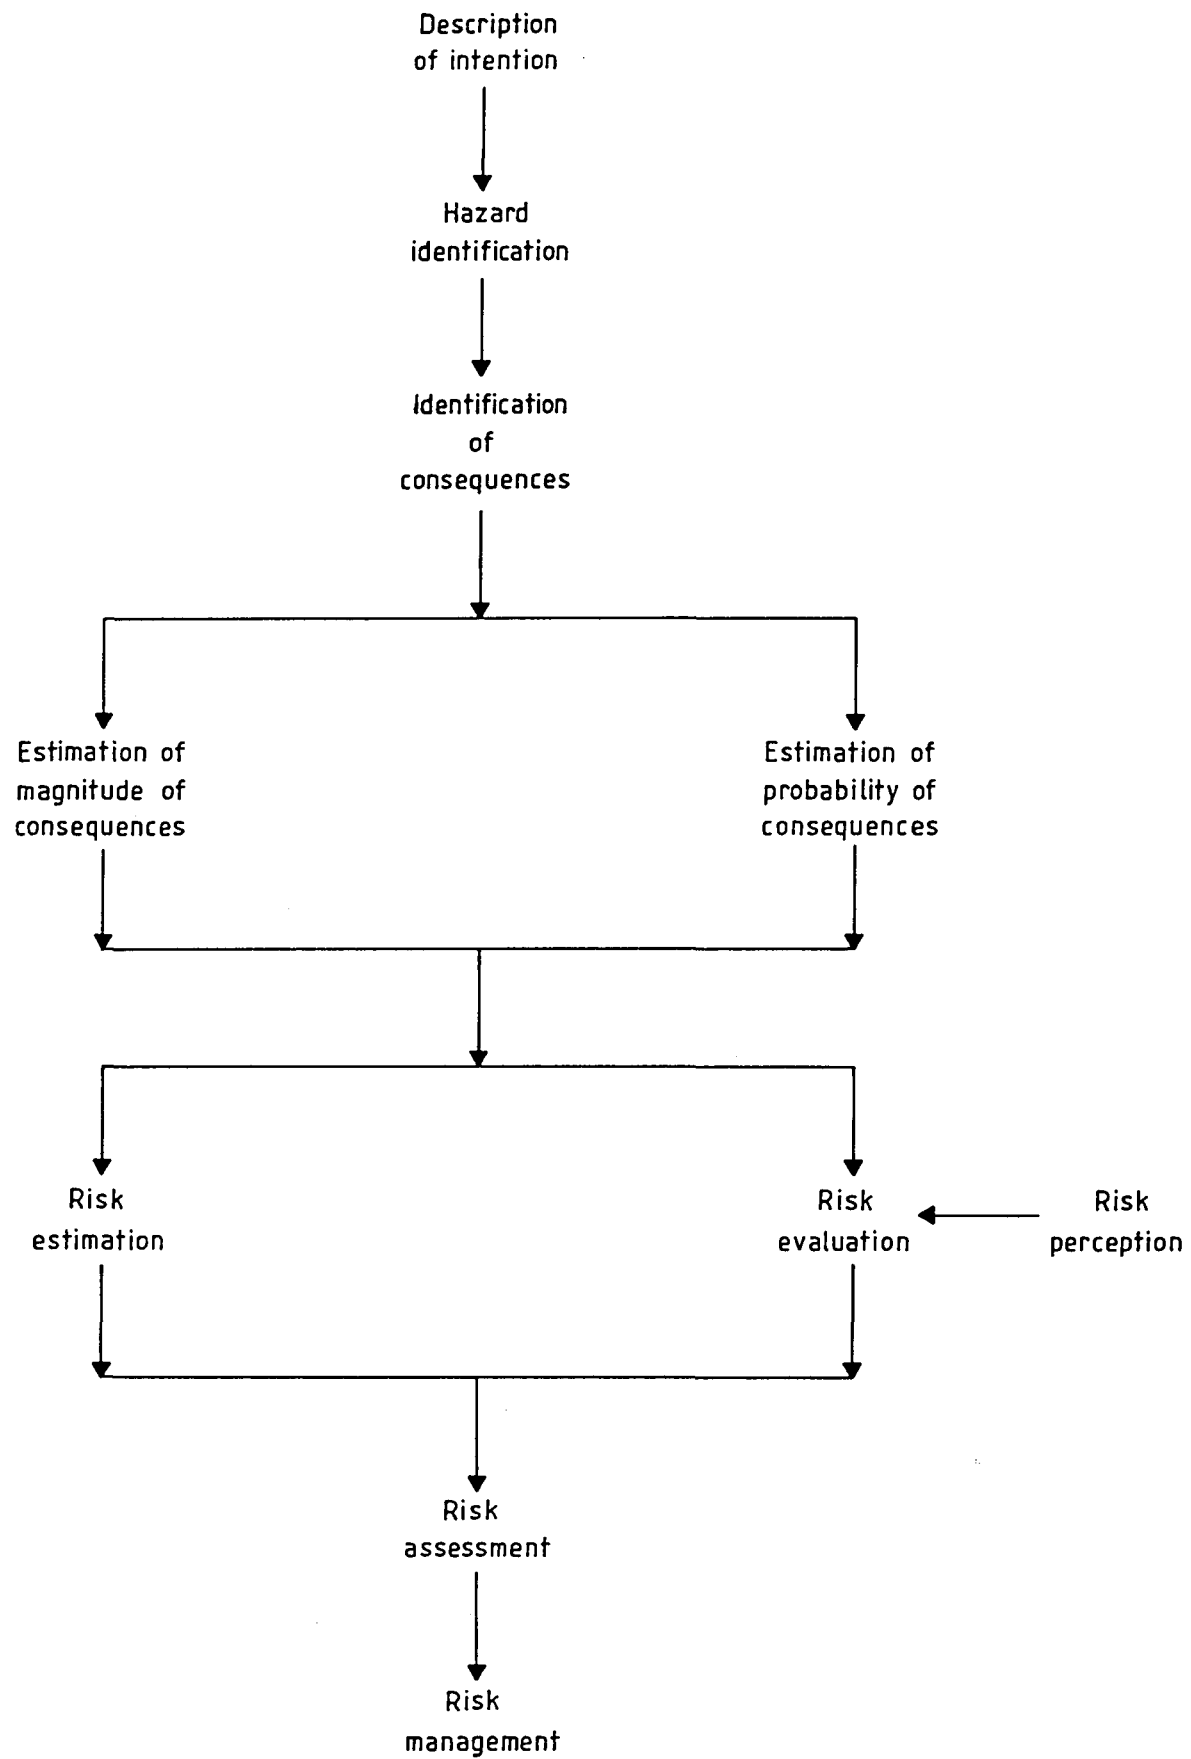 Description
of intention
Hazard
identification
Identification
of
consequences
Estimation of
magnitude of
consequences
Estimation of
probability of
consequences
Risk
estimation
Risk
evaluation
Risk
perception
Risk
assessment
Risk
management